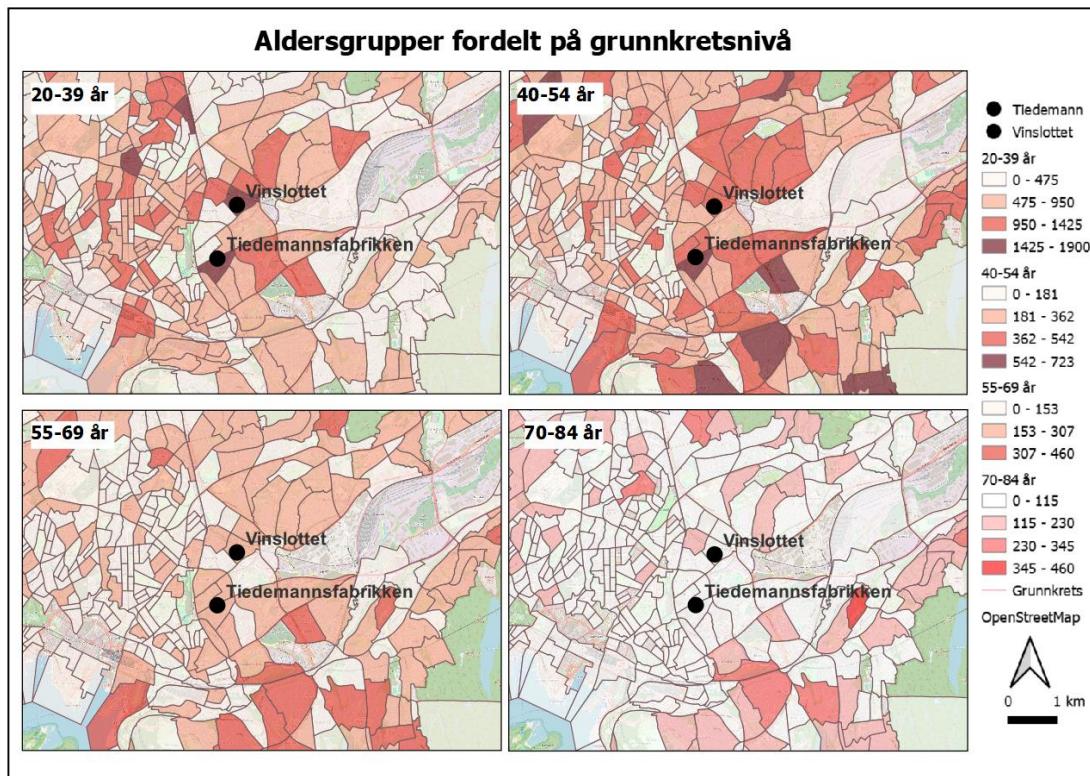 Aldersgrupper fordelt på grunnkretsnivå
20-39 år
Vinslottet
Tiedemannsfabrikken
40-54 år
Vinslottet
Tiedemannsfabrikken
55-69 år
Vinslottet
Tiedemannsfabrikken
70-84 år
Vinslottet
Tiedemannsfabrikken
Tiedemann
Vinslottet
20-39 år
0 - 475
475 - 950
950 - 1425
1425 - 1900
40-54 år
0 - 181
181 - 362
362 - 542
542 - 723
55-69 år
0 - 153
153 - 307
307 - 460
70-84 år
0 - 115
115 - 230
230 - 345
345 - 460
Grunnkrets
OpenStreetMap
0 1 km